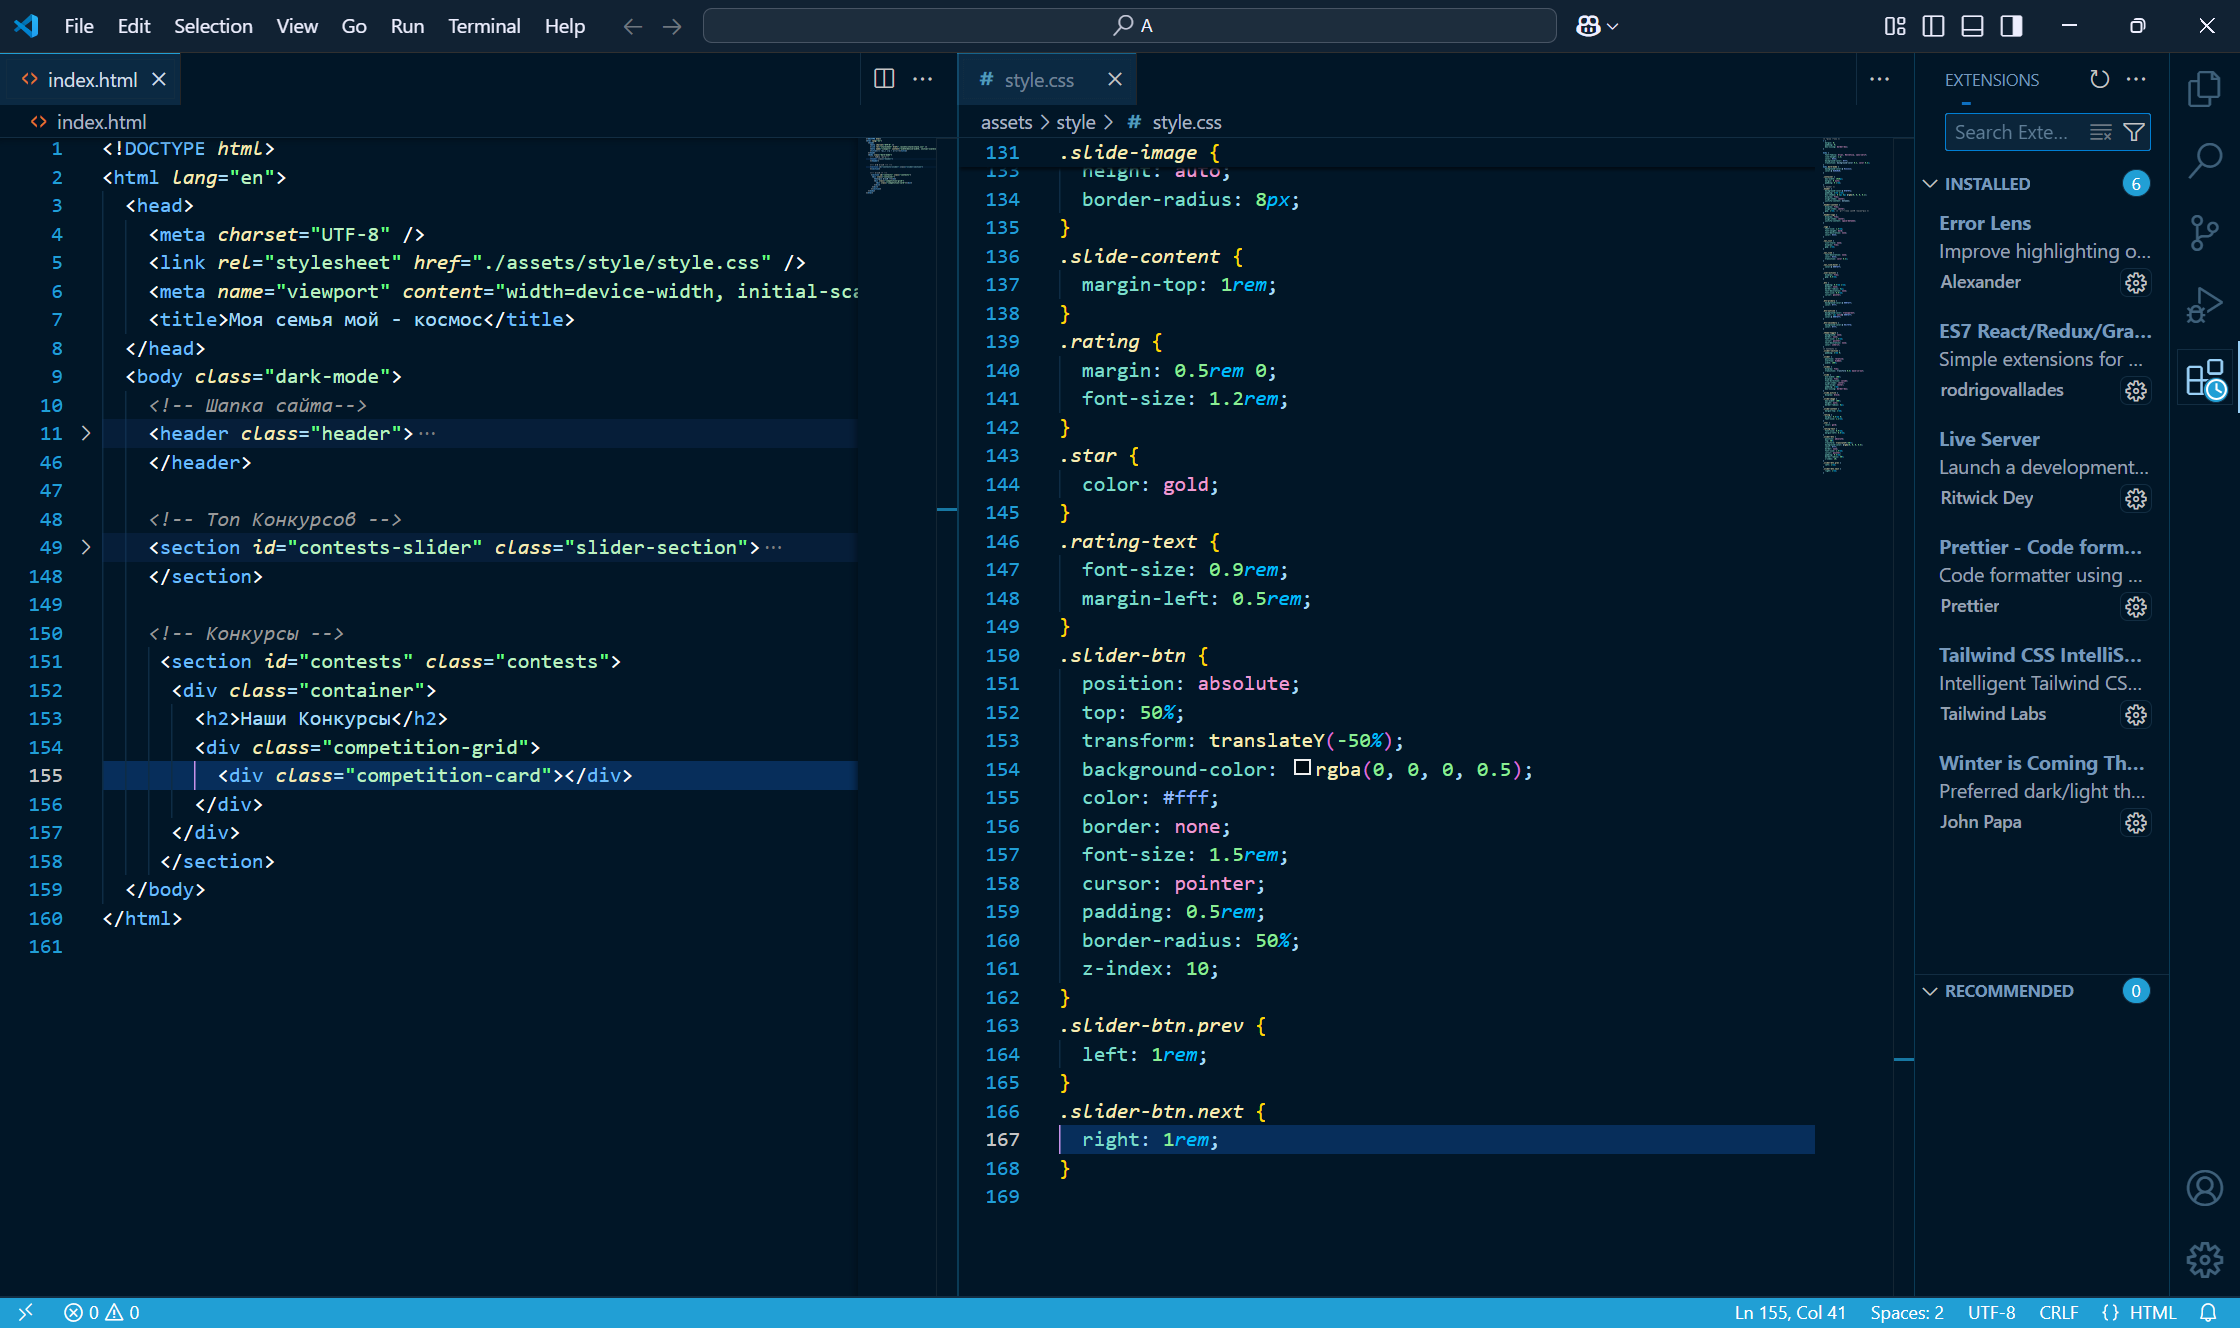 File Edit Selection View Go Run Terminal Help
A
index.html
index.html
1 <!DOCTYPE html>
2 <html lang="en">
3 <head>
4 <meta charset="UTF-8" />
5 <link rel="stylesheet" href="./assets/style/style.css" />
6 <meta name="viewport" content="width=device-width, initial-sca
7 <title>Моя семья мой - космос</title>
8 </head>
9 <body class="dark-mode">
10 <!-- Шапка сайта-->
11 <header class="header">···
46 </header>
47
48 <!-- Топ Конкурсов -->
49 <section id="contests-slider" class="slider-section">···
148 </section>
149
150 <!-- Конкурсы -->
151 <section id="contests" class="contests">
152 <div class="container">
153 <h2>Наши Конкурсы</h2>
154 <div class="competition-grid">
155 <div class="competition-card"></div>
156 </div>
157 </div>
158 </section>
159 </body>
160 </html>
161
# style.css
assets > style > # style.css
131 .slide-image {
133 height: auto;
134 border-radius: 8px;
135 }
136 .slide-content {
137 margin-top: 1rem;
138 }
139 .rating {
140 margin: 0.5rem 0;
141 font-size: 1.2rem;
142 }
143 .star {
144 color: gold;
145 }
146 .rating-text {
147 font-size: 0.9rem;
148 margin-left: 0.5rem;
149 }
150 .slider-btn {
151 position: absolute;
152 top: 50%;
153 transform: translateY(-50%);
154 background-color: rgba(0, 0, 0, 0.5);
155 color: #fff;
156 border: none;
157 font-size: 1.5rem;
158 cursor: pointer;
159 padding: 0.5rem;
160 border-radius: 50%;
161 z-index: 10;
162 }
163 .slider-btn.prev {
164 left: 1rem;
165 }
166 .slider-btn.next {
167 right: 1rem;
168 }
169
EXTENSIONS
Search Exte...
INSTALLED 6
Error Lens
Improve highlighting o...
Alexander
ES7 React/Redux/Gra...
Simple extensions for ...
rodrigovallades
Live Server
Launch a development...
Ritwick Dey
Prettier - Code form...
Code formatter using ...
Prettier
Tailwind CSS IntelliS...
Intelligent Tailwind CS...
Tailwind Labs
Winter is Coming Th...
Preferred dark/light th...
John Papa
RECOMMENDED 0
0 0
Ln 155, Col 41 Spaces: 2 UTF-8 CRLF {} HTML